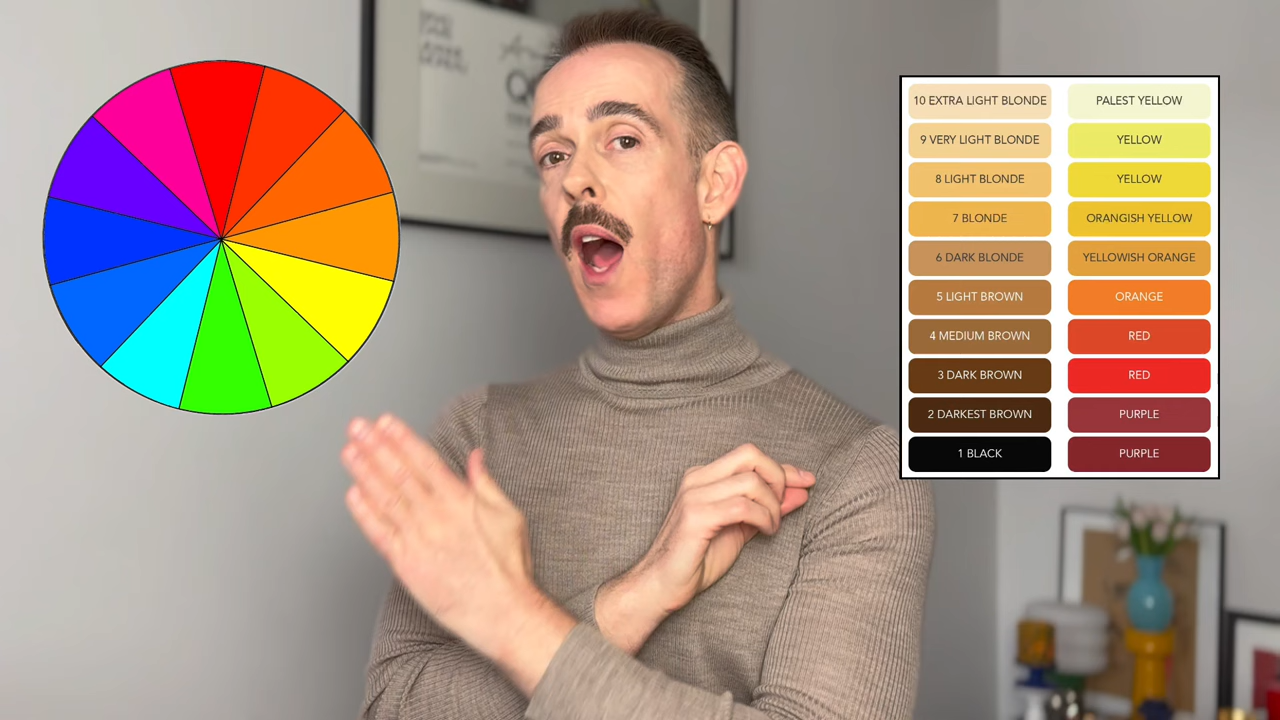 10 EXTRA LIGHT BLONDE PALEST YELLOW
9 VERY LIGHT BLONDE YELLOW
8 LIGHT BLONDE YELLOW
7 BLONDE ORANGISH YELLOW
6 DARK BLONDE YELLOWISH ORANGE
5 LIGHT BROWN ORANGE
4 MEDIUM BROWN RED
3 DARK BROWN RED
2 DARKEST BROWN PURPLE
1 BLACK PURPLE